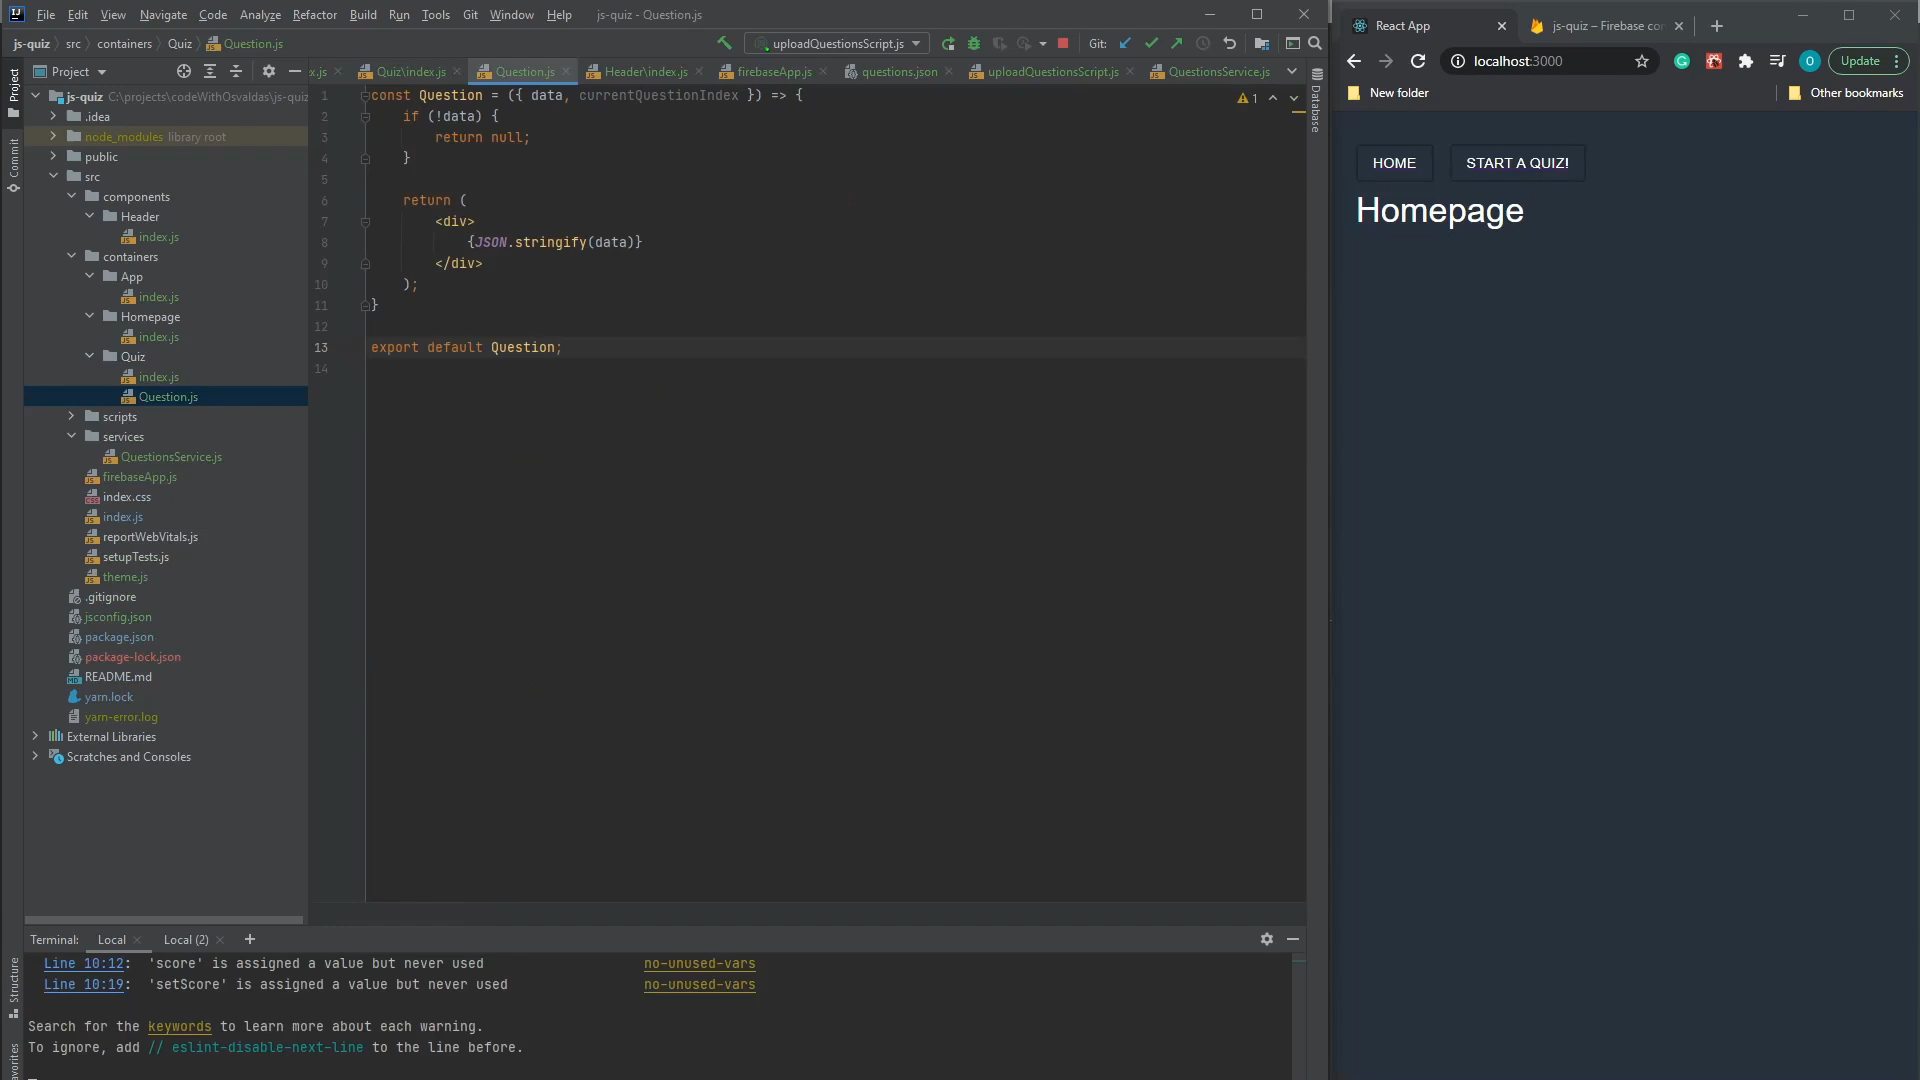 File Edit View Navigate Code Analyze Refactor Build Run Tools Git Window Help js-quiz - Question.js
js-quiz src containers Quiz Question.js
uploadQuestionsScript.js
Git:
Project
x.js Quiz\index.js Question.js Header\index.js firebaseApp.js questions.json uploadQuestionsScript.js QuestionsService.js
Project
Commit
Structure
avorites
js-quiz C:\projects\codeWithOsvaldas\js-quiz
.idea
node_modules library root
public
src
components
Header
index.js
containers
App
index.js
Homepage
index.js
Quiz
index.js
Question.js
scripts
services
QuestionsService.js
firebaseApp.js
index.css
index.js
reportWebVitals.js
setupTests.js
theme.js
.gitignore
jsconfig.json
package.json
package-lock.json
README.md
yarn.lock
yarn-error.log
External Libraries
Scratches and Consoles
1 const Question = ({ data, currentQuestionIndex }) => {
2 if (!data) {
3 return null;
4 }
5
6 return (
7 <div>
8 {JSON.stringify(data)}
9 </div>
10 );
11 }
12
13 export default Question;
14
1
Database
Terminal: Local Local (2)
Line 10:12: 'score' is assigned a value but never used no-unused-vars
Line 10:19: 'setScore' is assigned a value but never used no-unused-vars
Search for the keywords to learn more about each warning.
To ignore, add // eslint-disable-next-line to the line before.
React App js-quiz – Firebase co
localhost:3000 O Update
New folder Other bookmarks
HOME START A QUIZ!
Homepage